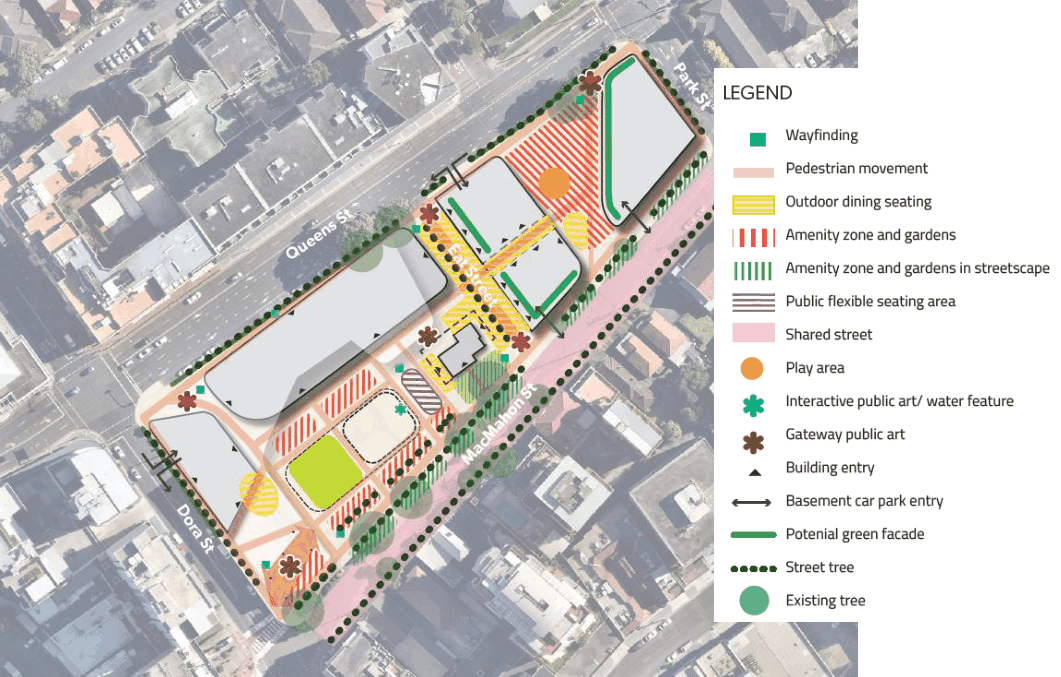 Park St
LEGEND
Wayfinding
Pedestrian movement
Outdoor dining seating
Amenity zone and gardens
Amenity zone and gardens in streetscape
Public flexible seating area
Shared street
Play area
Interactive public art/ water feature
Gateway public art
Building entry
Basement car park entry
Potenial green facade
Street tree
Existing tree
Queens St
Eat Street
MacMahon St
Dora St